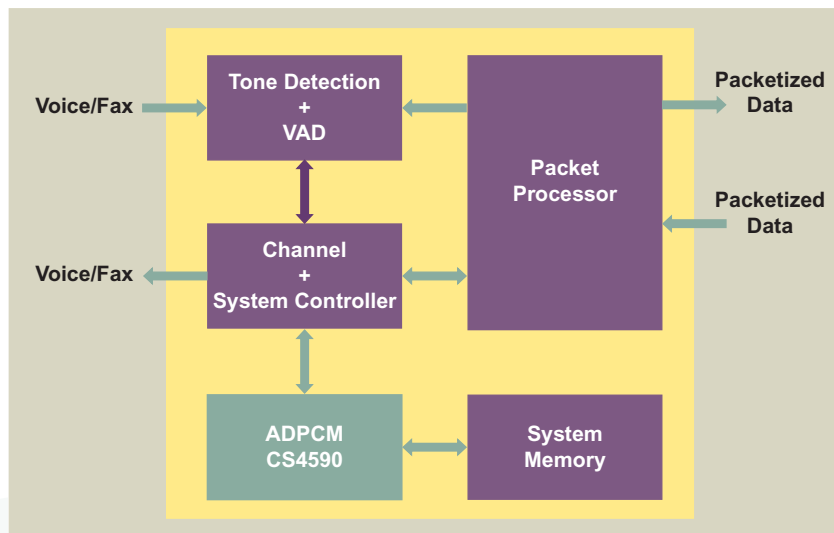 Voice/Fax
Tone Detection
+
VAD
Packet
Processor
Packetized
Data
Packetized
Data
Voice/Fax
Channel
+
System Controller
ADPCM
CS4590
System
Memory